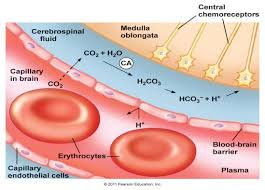 Central
chemoreceptors
Medulla
oblongata
Cerebrospinal
fluid
CO₂ + H₂O
CA
Capillary
in brain
CO₂
H₂CO₃
HCO₃⁻ + H⁺
H⁺
Blood-brain
barrier
Erythrocytes
Plasma
Capillary
endothelial cells
© 2011 Pearson Education, Inc.